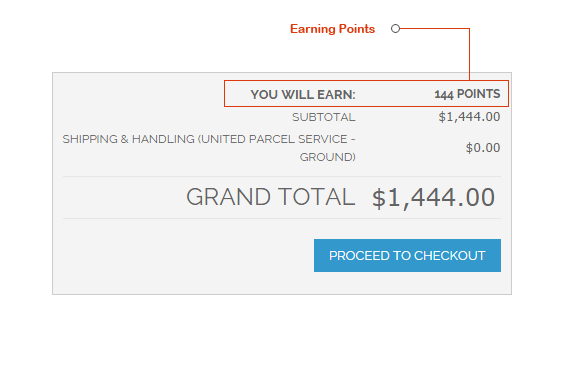 Earning Points
YOU WILL EARN: 144 POINTS
SUBTOTAL $1,444.00
SHIPPING & HANDLING (UNITED PARCEL SERVICE -
GROUND) $0.00
GRAND TOTAL $1,444.00
PROCEED TO CHECKOUT